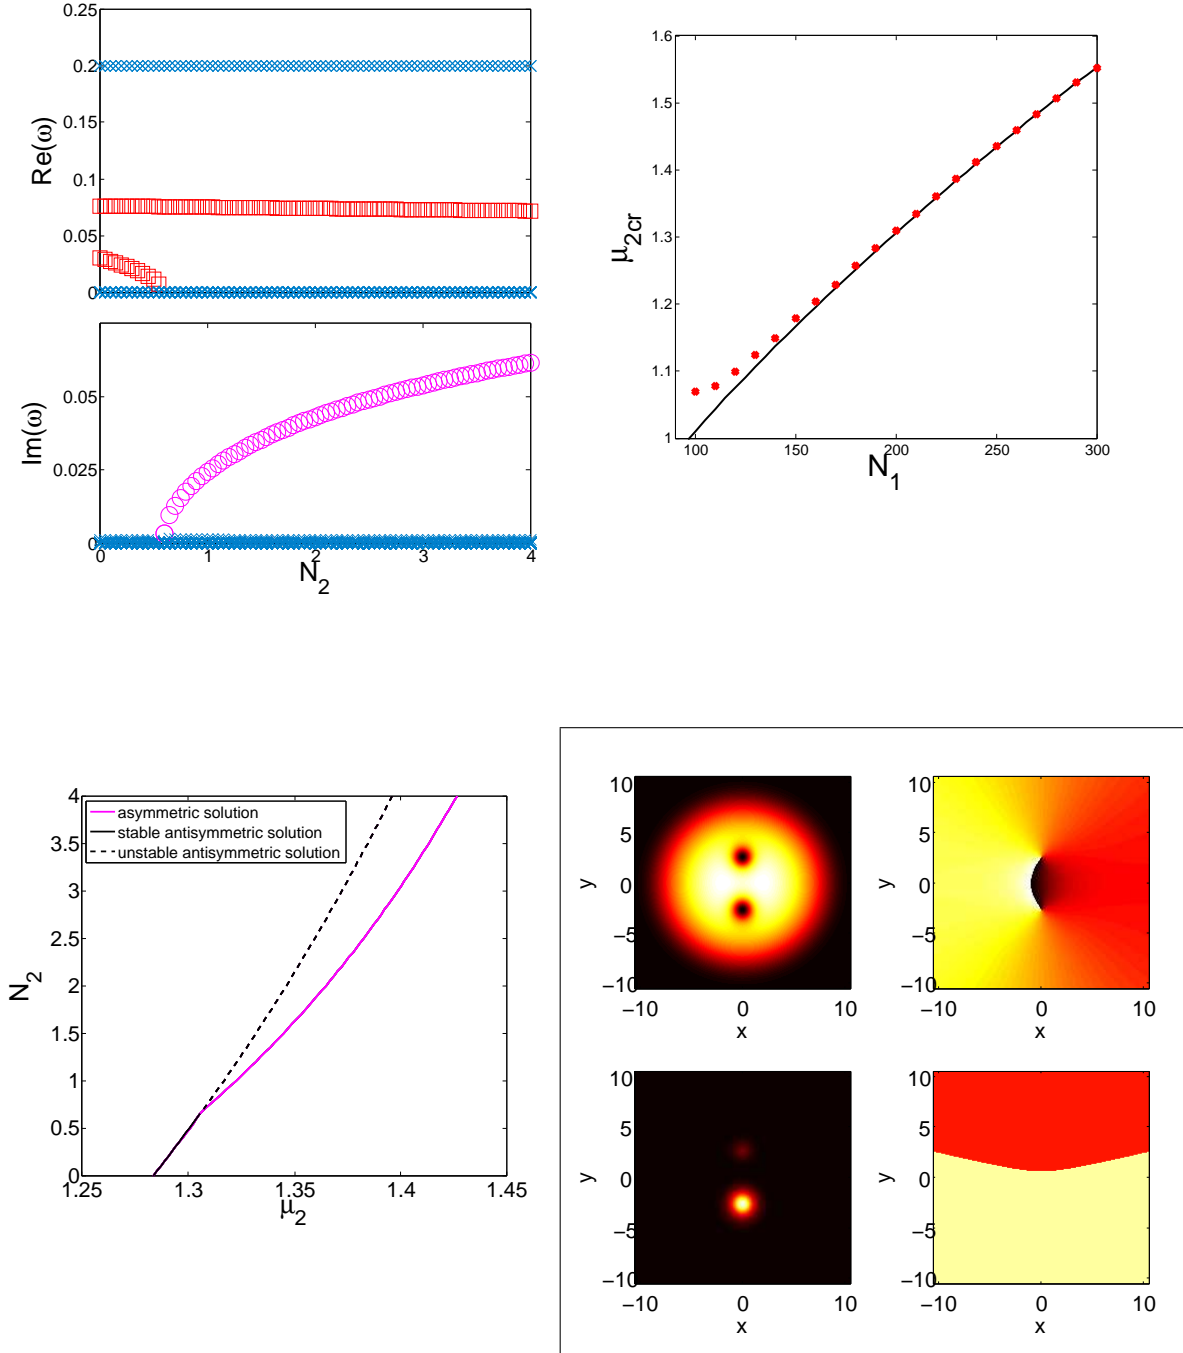 0.25
0.2
0.15
0.1
0.05
0
Re(ω)
0.05
0.025
0
Im(ω)
0 1 2 3 4
N2
1.6
1.5
1.4
1.3
1.2
1.1
1
μ2cr
100 150 200 250 300
N1
4
3.5
3
2.5
2
1.5
1
0.5
0
N2
asymmetric solution
stable antisymmetric solution
unstable antisymmetric solution
1.25 1.3 1.35 1.4 1.45
μ2
10
5
0
−5
−10
y
−10 0 10
x
10
5
0
−5
−10
y
−10 0 10
x
10
5
0
−5
−10
y
−10 0 10
x
10
5
0
−5
−10
y
−10 0 10
x